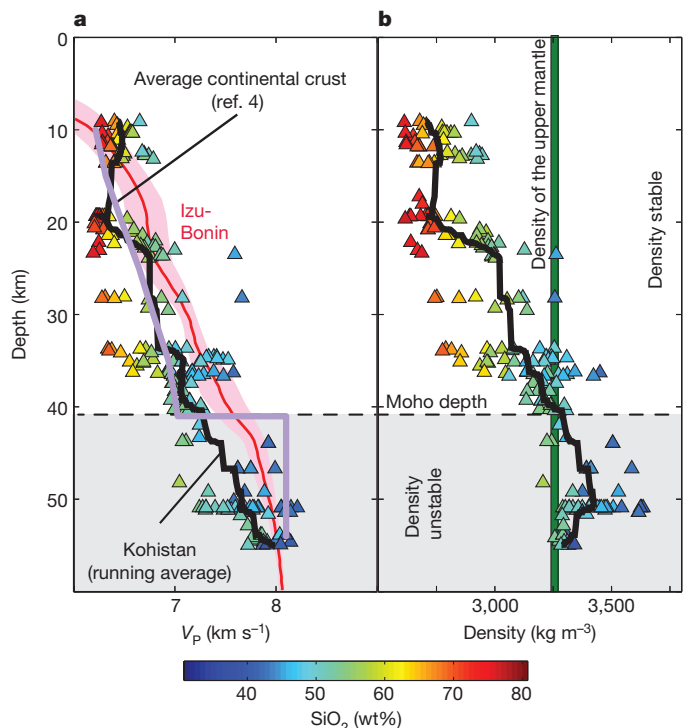 a
b
0
10
20
30
40
50
Depth (km)
Average continental crust
(ref. 4)
Izu-
Bonin
Kohistan
(running average)
7
8
V_P (km s⁻¹)
Density of the upper mantle
Density stable
Moho depth
Density
unstable
3,000
3,500
Density (kg m⁻³)
40
50
60
70
80
SiO₂ (wt%)